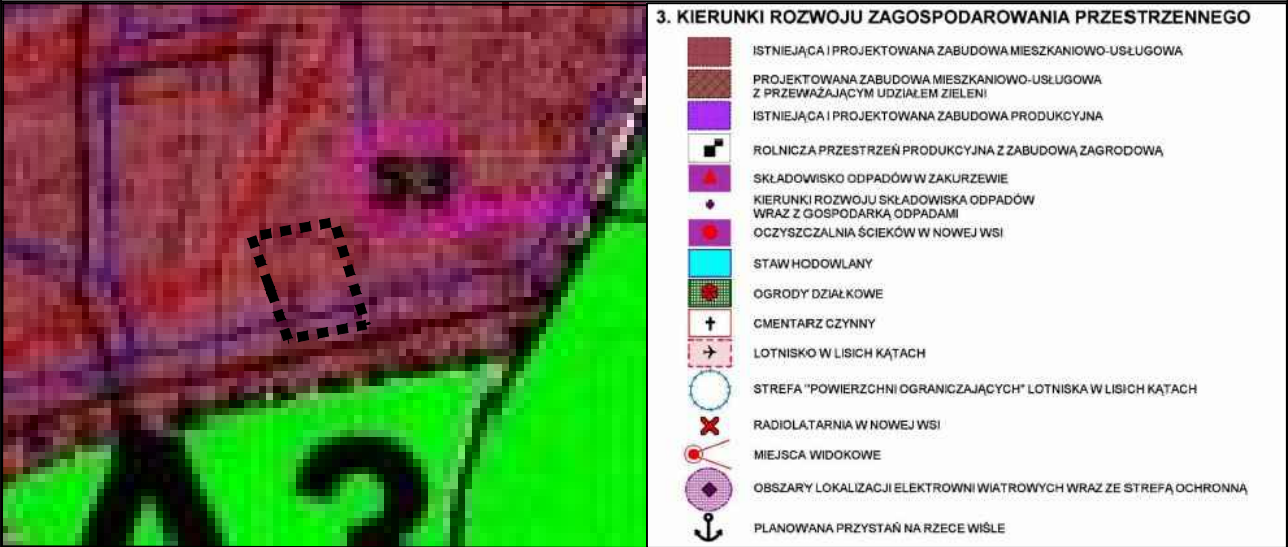 3. KIERUNKI ROZWOJU ZAGOSPODAROWANIA PRZESTRZENNEGO
ISTNIEJĄCA I PROJEKTOWANA ZABUDOWA MIESZKANIOWO-USŁUGOWA
PROJEKTOWANA ZABUDOWA MIESZKANIOWO-USŁUGOWA
Z PRZEWAŻAJĄCYM UDZIAŁEM ZIELENI
ISTNIEJĄCA I PROJEKTOWANA ZABUDOWA PRODUKCYJNA
ROLNICZA PRZESTRZEŃ PRODUKCYJNA Z ZABUDOWĄ ZAGRODOWĄ
SKŁADOWISKO ODPADÓW W ZAKURZEWIE
KIERUNKI ROZWOJU SKŁADOWISKA ODPADÓW
WRAZ Z GOSPODARKĄ ODPADAMI
OCZYSZCZALNIA ŚCIEKÓW W NOWEJ WSI
STAW HODOWLANY
OGRODY DZIAŁKOWE
CMENTARZ CZYNNY
LOTNISKO W LISICH KĄTACH
STREFA "POWIERZCHNI OGRANICZAJĄCYCH" LOTNISKA W LISICH KĄTACH
RADIOLATARNIA W NOWEJ WSI
MIEJSCA WIDOKOWE
OBSZARY LOKALIZACJI ELEKTROWNI WIATROWYCH WRAZ ZE STREFĄ OCHRONNĄ
PLANOWANA PRZYSTAŃ NA RZECE WIŚLE